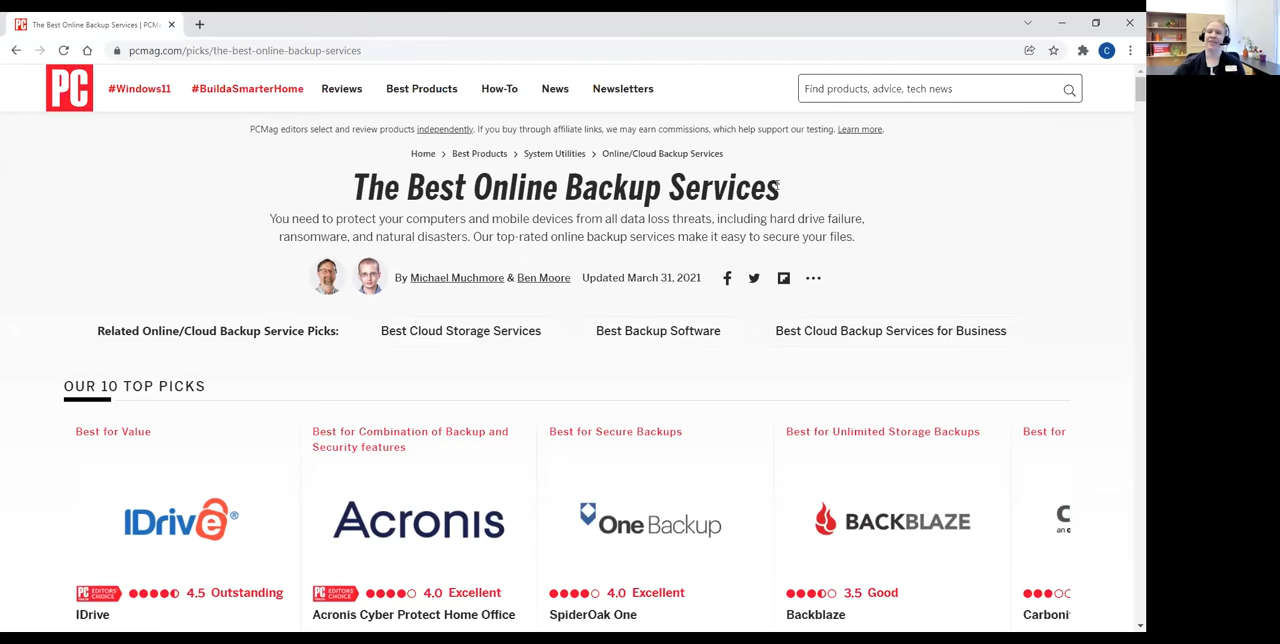 The Best Online Backup Services | PCMa
pcmag.com/picks/the-best-online-backup-services
C
PC
#Windows11 #BuildaSmarterHome Reviews Best Products How-To News Newsletters
Find products, advice, tech news
PCMag editors select and review products independently. If you buy through affiliate links, we may earn commissions, which help support our testing. Learn more.
Home > Best Products > System Utilities > Online/Cloud Backup Services
The Best Online Backup Services
You need to protect your computers and mobile devices from all data loss threats, including hard drive failure,
ransomware, and natural disasters. Our top-rated online backup services make it easy to secure your files.
By Michael Muchmore & Ben Moore Updated March 31, 2021
Related Online/Cloud Backup Service Picks: Best Cloud Storage Services Best Backup Software Best Cloud Backup Services for Business
OUR 10 TOP PICKS
Best for Value
Best for Combination of Backup and
Security features
Best for Secure Backups
Best for Unlimited Storage Backups
Best for
IDrive®
Acronis
One Backup
BACKBLAZE
C
PC EDITORS' CHOICE 4.5 Outstanding
IDrive
PC EDITORS' CHOICE 4.0 Excellent
Acronis Cyber Protect Home Office
4.0 Excellent
SpiderOak One
3.5 Good
Backblaze
Carboni